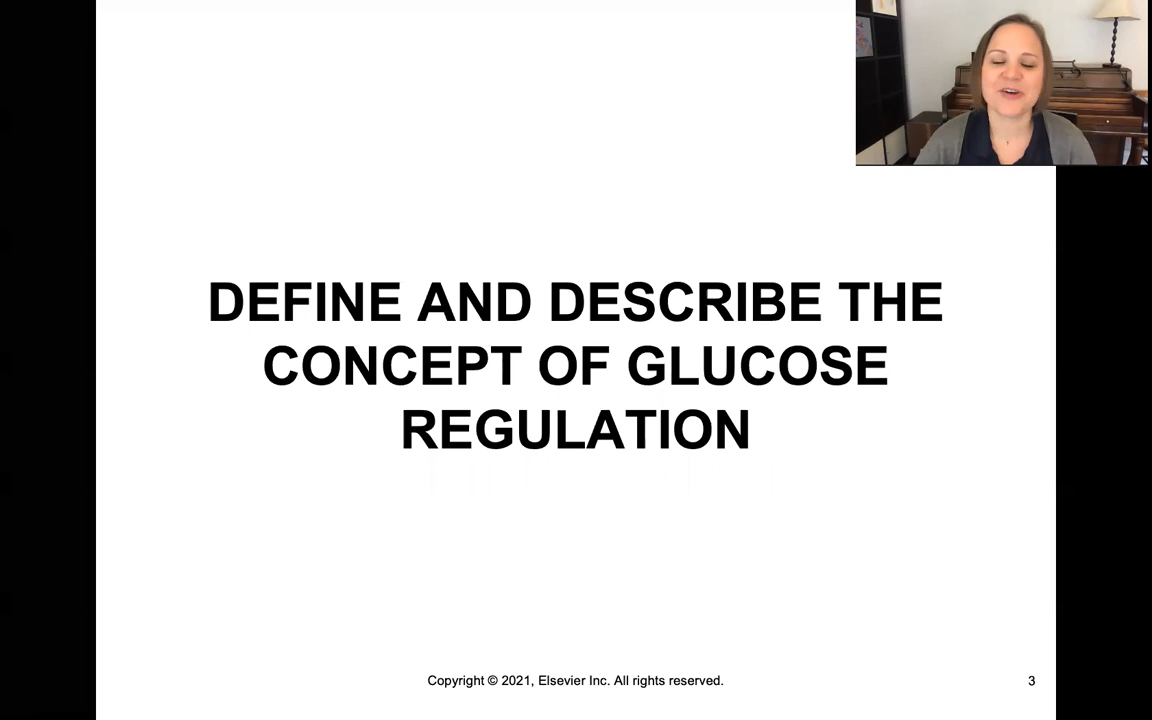 DEFINE AND DESCRIBE THE
CONCEPT OF GLUCOSE
REGULATION
Copyright © 2021, Elsevier Inc. All rights reserved.
3